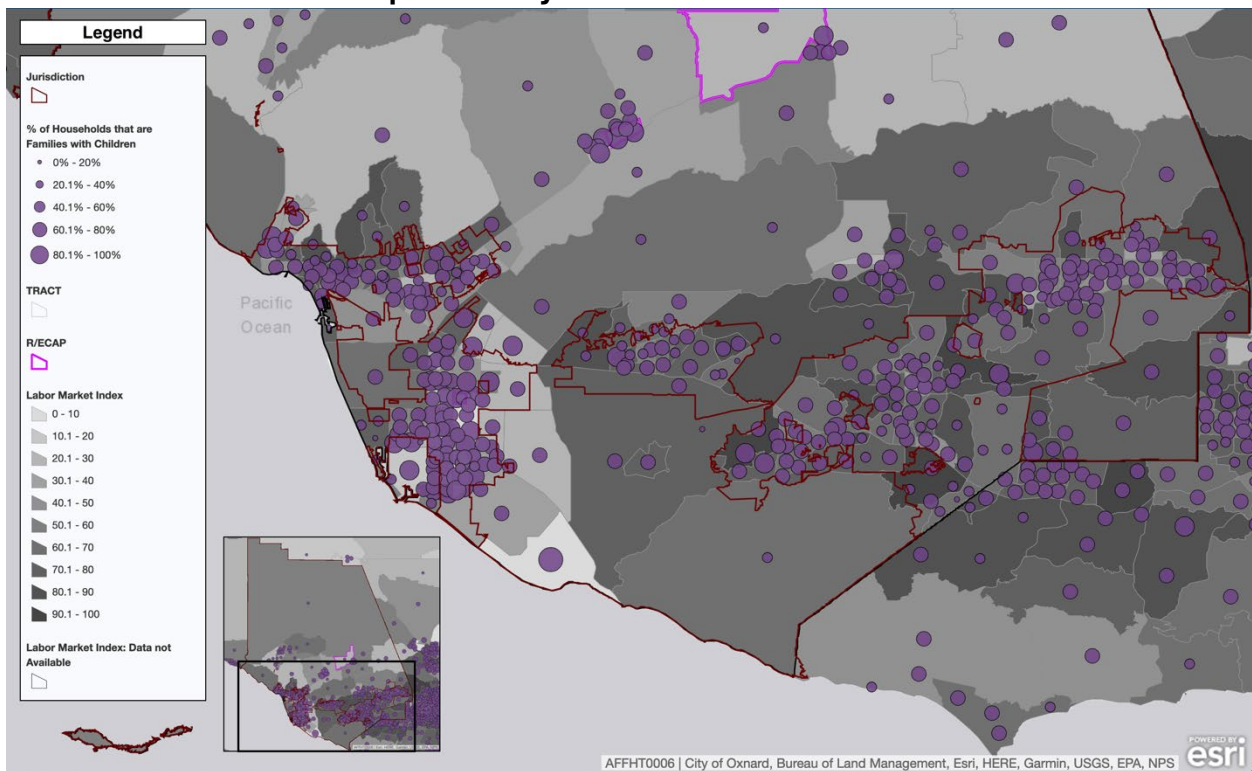 Legend
Jurisdiction
% of Households that are
Families with Children
0% - 20%
20.1% - 40%
40.1% - 60%
60.1% - 80%
80.1% - 100%
TRACT
R/ECAP
Labor Market Index
0 - 10
10.1 - 20
20.1 - 30
30.1 - 40
40.1 - 50
50.1 - 60
60.1 - 70
70.1 - 80
80.1 - 90
90.1 - 100
Labor Market Index: Data not
Available
Pacific
Ocean
AFFHT0006 | City of Oxnard, Bureau of Land Management, Esri, HERE, Garmin, USGS, EPA, NPS
POWERED BY
esri